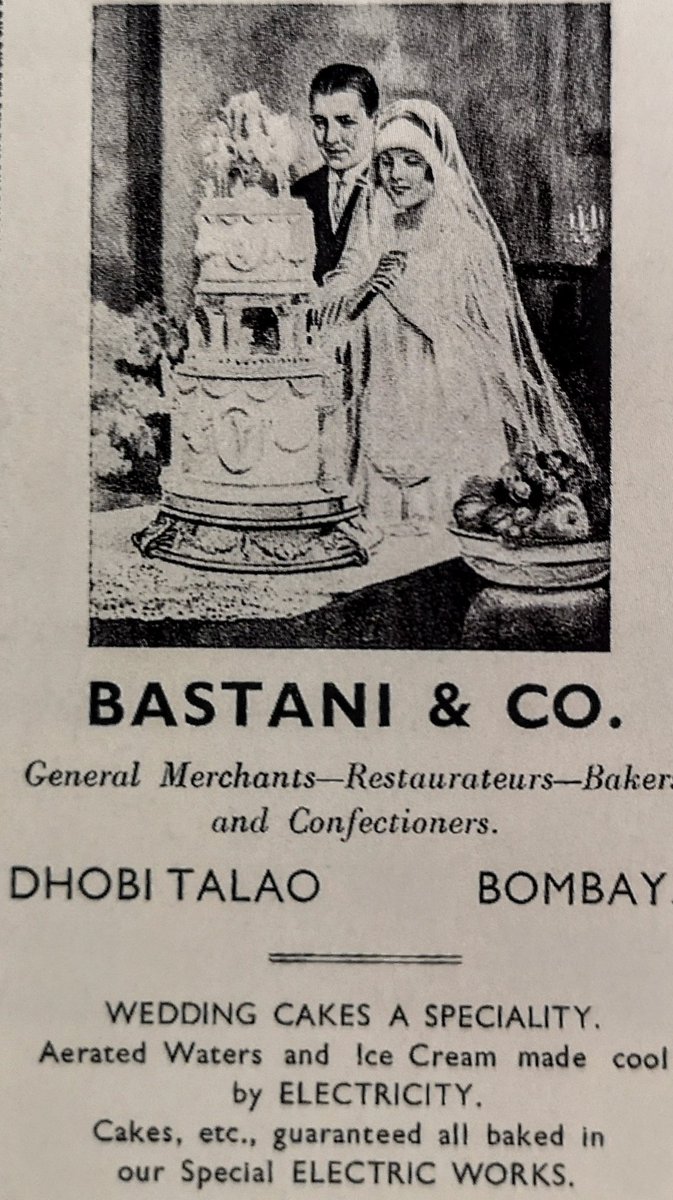 BASTANI & CO.
General Merchants—Restaurateurs—Bakers
and Confectioners.
DHOBI TALAO BOMBAY.
WEDDING CAKES A SPECIALITY.
Aerated Waters and Ice Cream made cool
by ELECTRICITY.
Cakes, etc., guaranteed all baked in
our Special ELECTRIC WORKS.